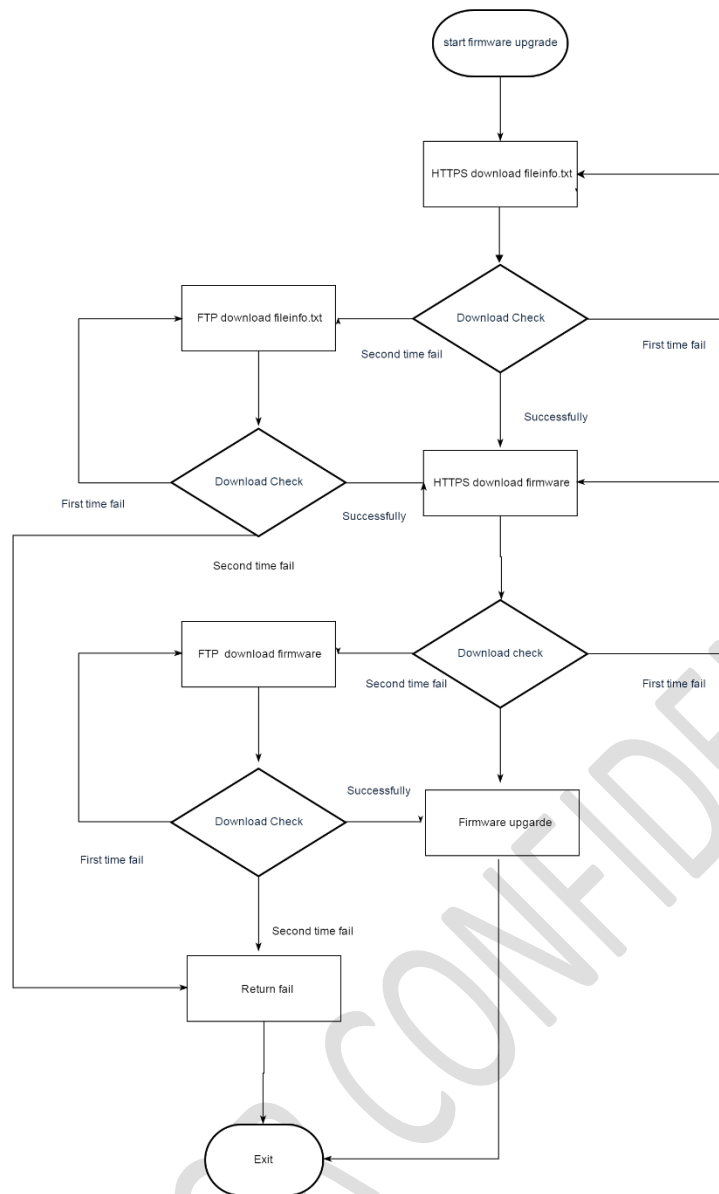 start firmware upgrade
HTTPS download fileinfo.txt
FTP download fileinfo.txt
Download Check
Second time fail
First time fail
Successfully
Download Check
HTTPS download firmware
First time fail
Successfully
Second time fail
FTP download firmware
Download check
Second time fail
First time fail
Successfully
Download Check
Firmware upgarde
First time fail
Second time fail
Return fail
Exit